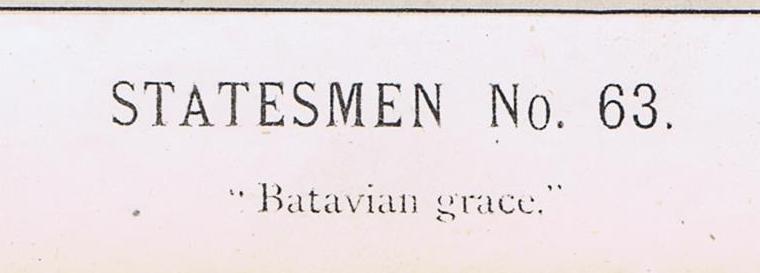 STATESMEN No. 63.
"Batavian grace."